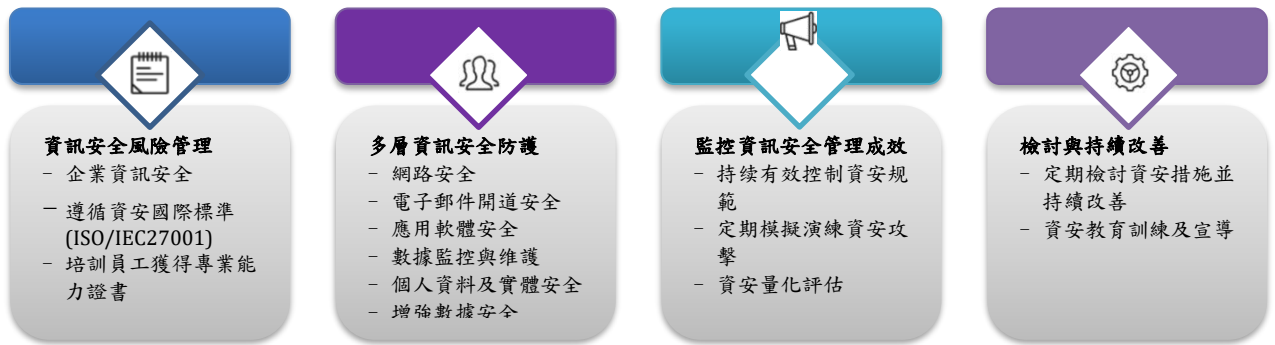 資訊安全風險管理
- 企業資訊安全
- 遵循資安國際標準
(ISO/IEC27001)
- 培訓員工獲得專業能
力證書
多層資訊安全防護
- 網路安全
- 電子郵件開道安全
- 應用軟體安全
- 數據監控與維護
- 個人資料及實體安全
- 增強數據安全
監控資訊安全管理成效
- 持续有效控制資安規
範
- 定期模擬演練資安攻
擊
- 資安量化評估
檢討與持續改善
- 定期檢討資安措施並
持續改善
- 資安教育訓練及宣導